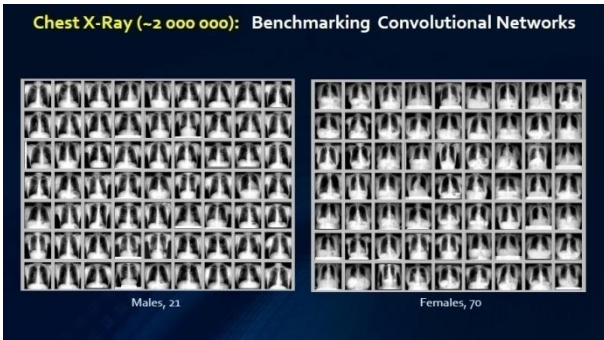 Chest X-Ray (~2 000 000): Benchmarking Convolutional Networks
Males, 21
Females, 70